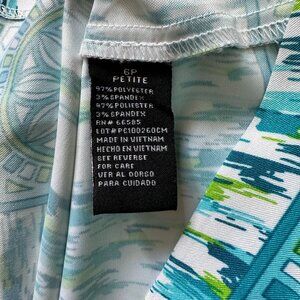 6P
PETITE
97% POLYESTER
3% SPANDEX
97% POLIESTER
3% SPANDEX
RN# 66585
LOT# PC100260CM
MADE IN VIETNAM
HECHO EN VIETNAM
SEE REVERSE
FOR CARE
VER AL DORSO
PARA CUIDADO